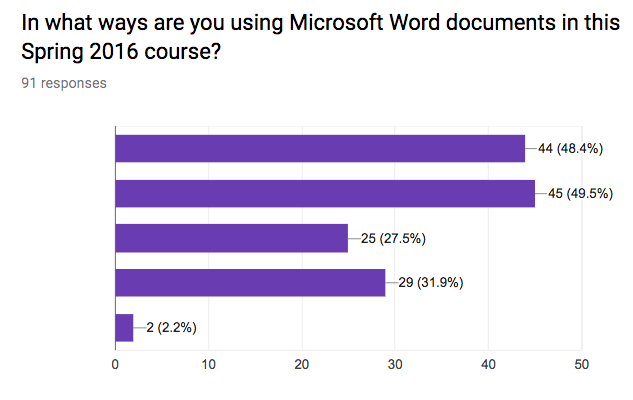 In what ways are you using Microsoft Word documents in this
Spring 2016 course?
91 responses
44 (48.4%)
45 (49.5%)
25 (27.5%)
29 (31.9%)
2 (2.2%)
0 10 20 30 40 50